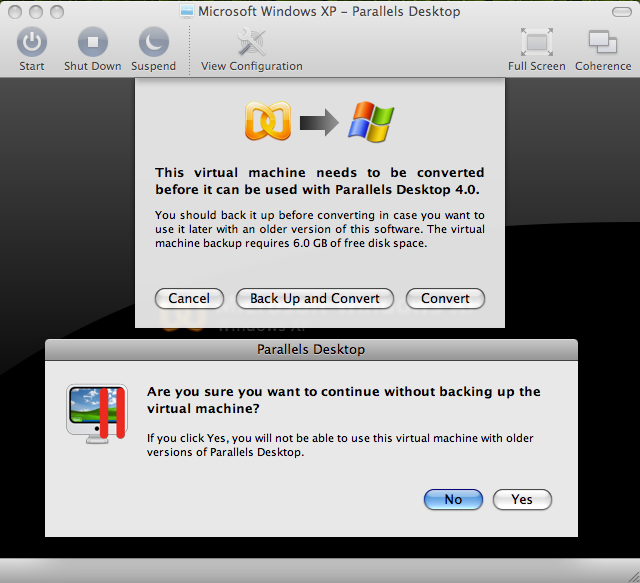 Microsoft Windows XP – Parallels Desktop
Start Shut Down Suspend View Configuration Full Screen Coherence
This virtual machine needs to be converted
before it can be used with Parallels Desktop 4.0.
You should back it up before converting in case you want to
use it later with an older version of this software. The virtual
machine backup requires 6.0 GB of free disk space.
Cancel Back Up and Convert Convert
Windows XP
Parallels Desktop
Are you sure you want to continue without backing up the
virtual machine?
If you click Yes, you will not be able to use this virtual machine with older
versions of Parallels Desktop.
No Yes